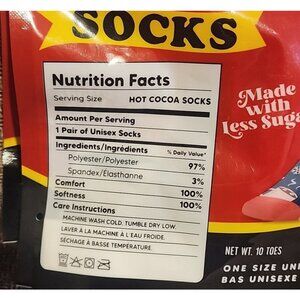 SOCKS
Nutrition Facts
Serving Size HOT COCOA SOCKS
Amount Per Serving
1 Pair of Unisex Socks
Ingredients/Ingrédients % Daily Value*
Polyester/Polyester 97%
Spandex/Élasthanne 3%
Comfort 100%
Softness 100%
Care Instructions
MACHINE WASH COLD. TUMBLE DRY LOW.
LAVER À LA MACHINE À L'EAU FROIDE.
SÉCHAGE À BASSE TEMPÉRATURE.
Made
With
Less Suga
NET WT. 10 TOES
ONE SIZE UNI
BAS UNISEXE